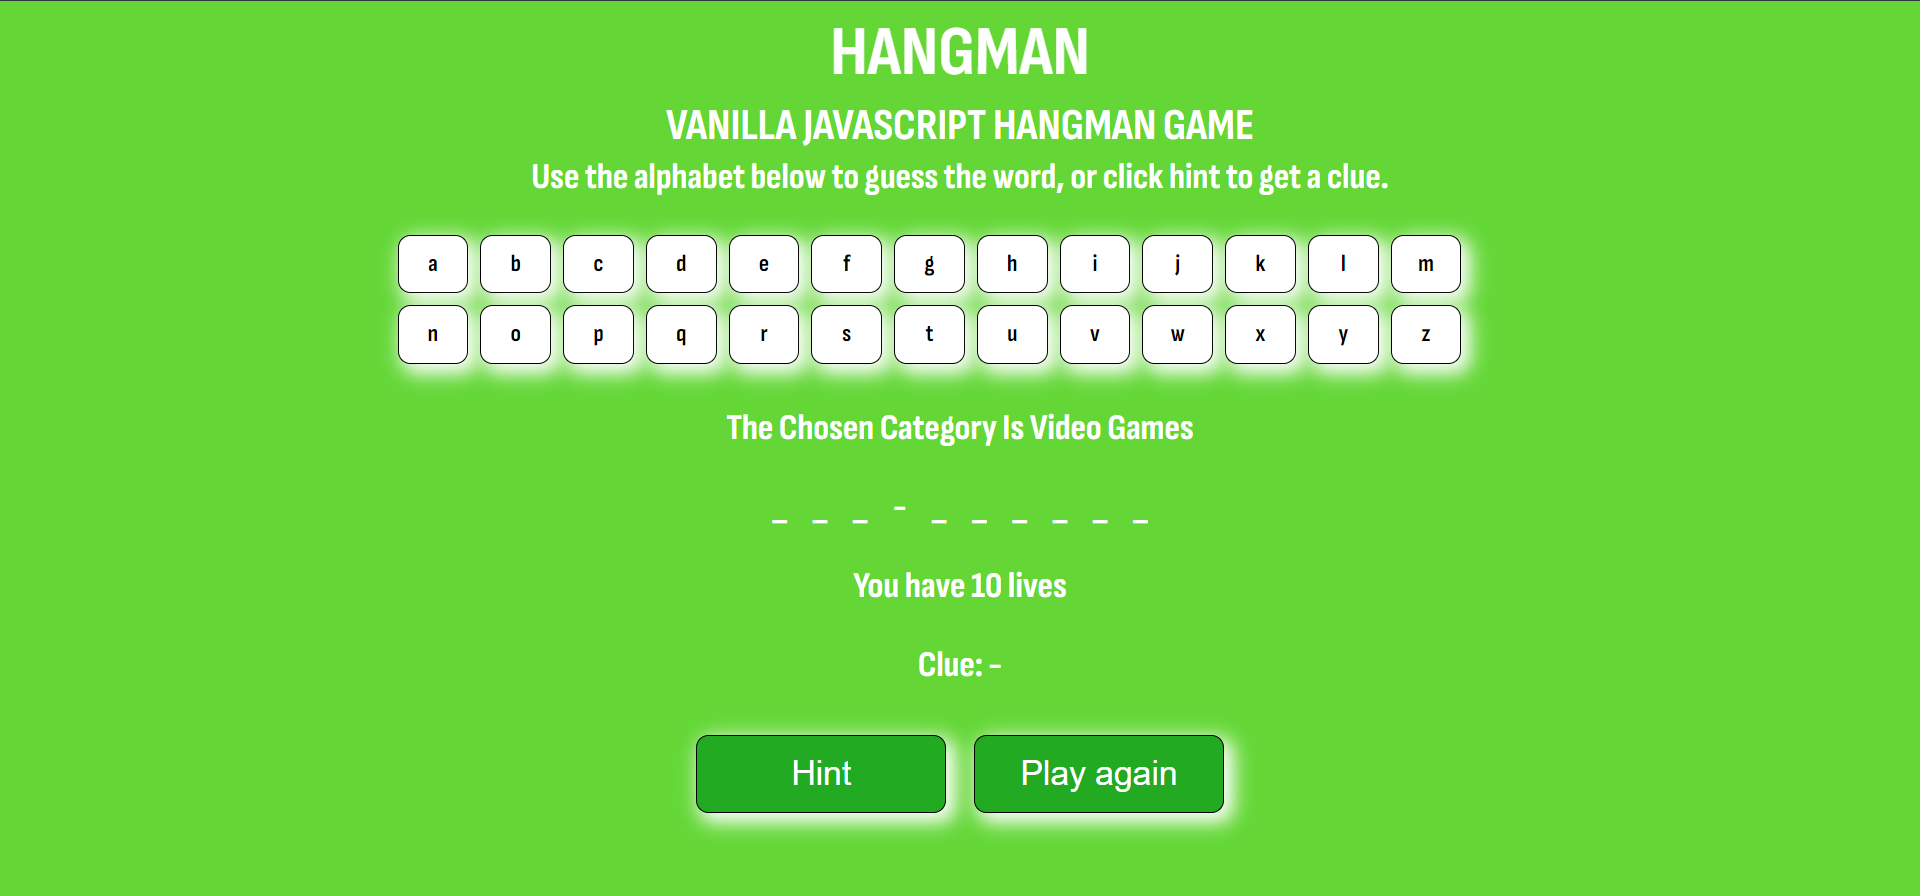 HANGMAN
VANILLA JAVASCRIPT HANGMAN GAME
Use the alphabet below to guess the word, or click hint to get a clue.
a b c d e f g h i j k l m
n o p q r s t u v w x y z
The Chosen Category Is Video Games
_ _ _ - _ _ _ _ _ _
You have 10 lives
Clue: -
Hint Play again